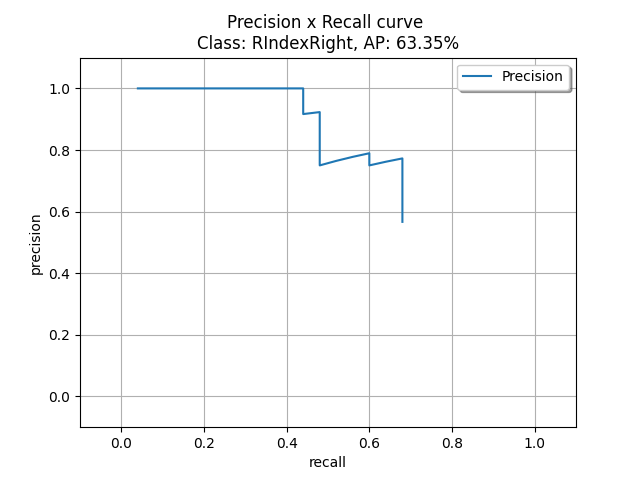 Precision x Recall curve
Class: RIndexRight, AP: 63.35%
Precision
1.0
0.8
0.6
0.4
0.2
0.0
precision
0.0 0.2 0.4 0.6 0.8 1.0
recall